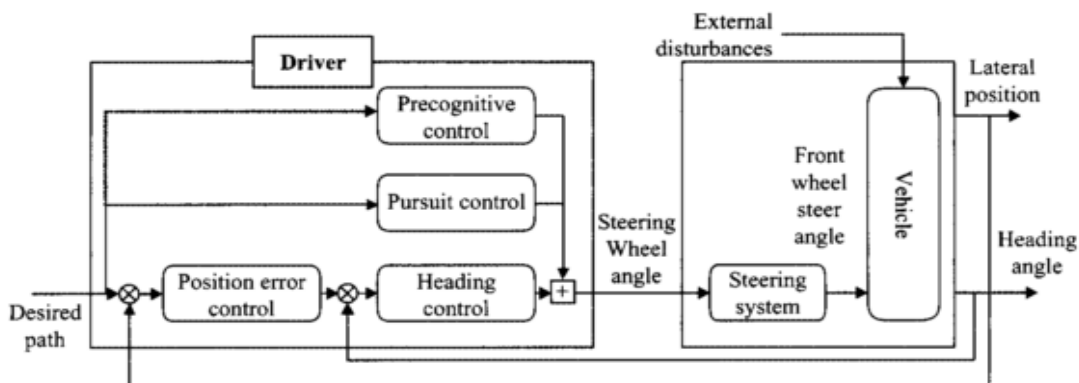 External
disturbances
Driver
Lateral
position
Precognitive
control
Front
wheel
steer
angle
Vehicle
Pursuit control
Steering
Wheel
angle
Heading
angle
Position error
control
Heading
control
+
Steering
system
Desired
path